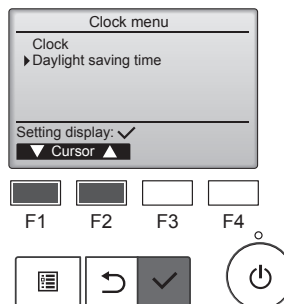 Clock menu
Clock
Daylight saving time
Setting display:
Cursor
F1 F2 F3 F4